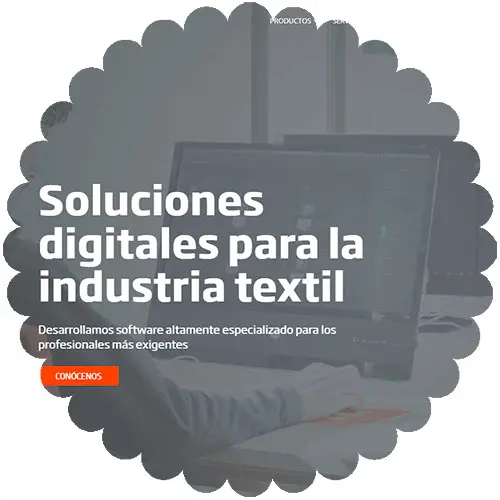 PRODUCTOS
Soluciones
digitales para la
industria textil
Desarrollamos software altamente especializado para los
profesionales más exigentes
CONÓCENOS